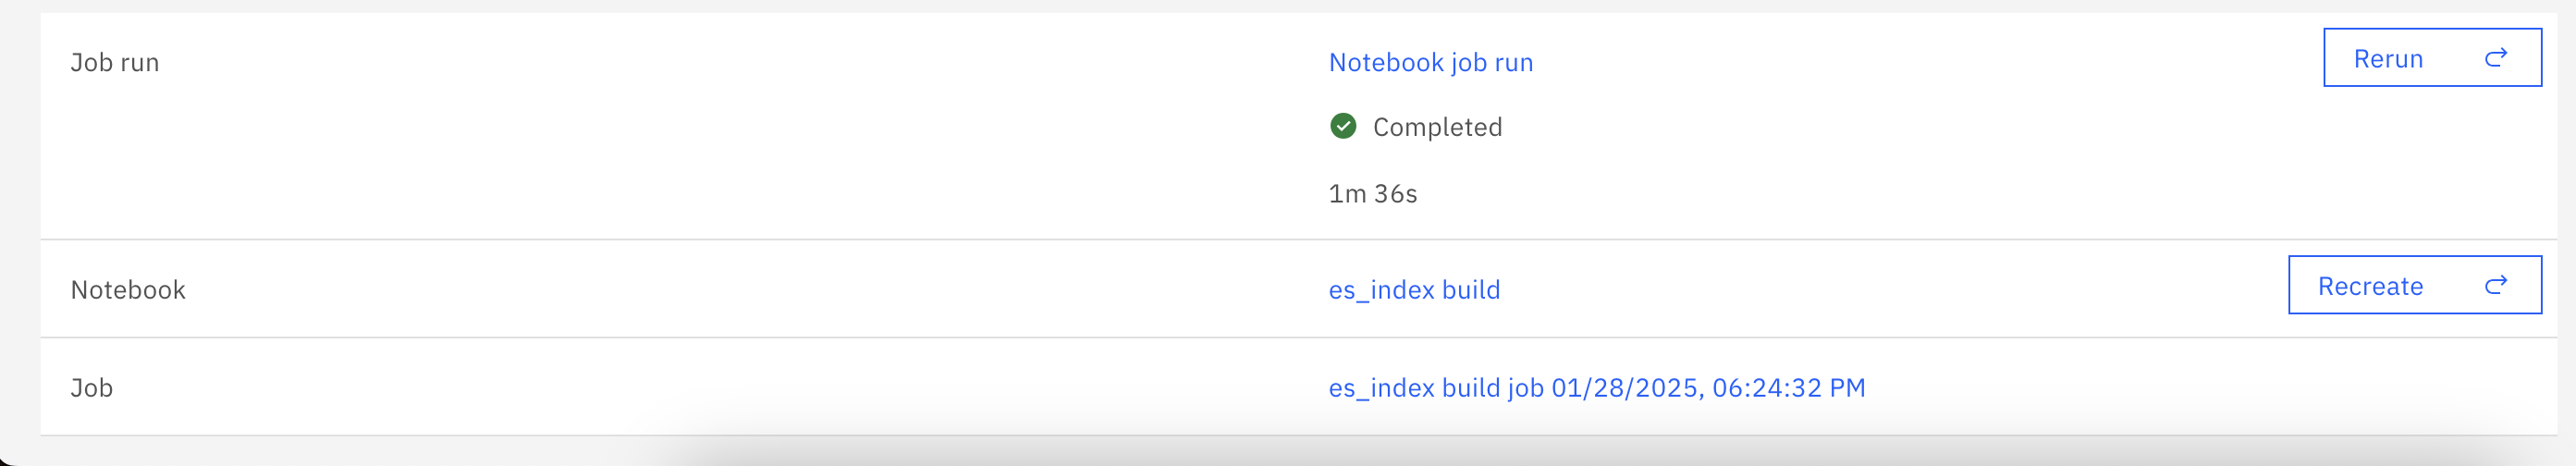 Job run
Notebook job run
Rerun
Completed
1m 36s
Notebook
es_index build
Recreate
Job
es_index build job 01/28/2025, 06:24:32 PM